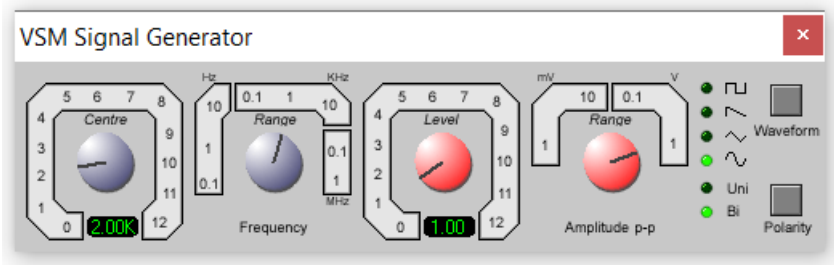 VSM Signal Generator
×
Hz KHz mV V
5 6 7 8 10 0.1 1 10 5 6 7 8 10 0.1
4 Centre Range 4 Level Range
3 9 1 0.1 3 9 1 1 Waveform
2 10 0.1 1 2 10
1 11 MHz 1 11 Uni
0 2.00K 12 Frequency 0 1.00 12 Amplitude p-p Bi Polarity